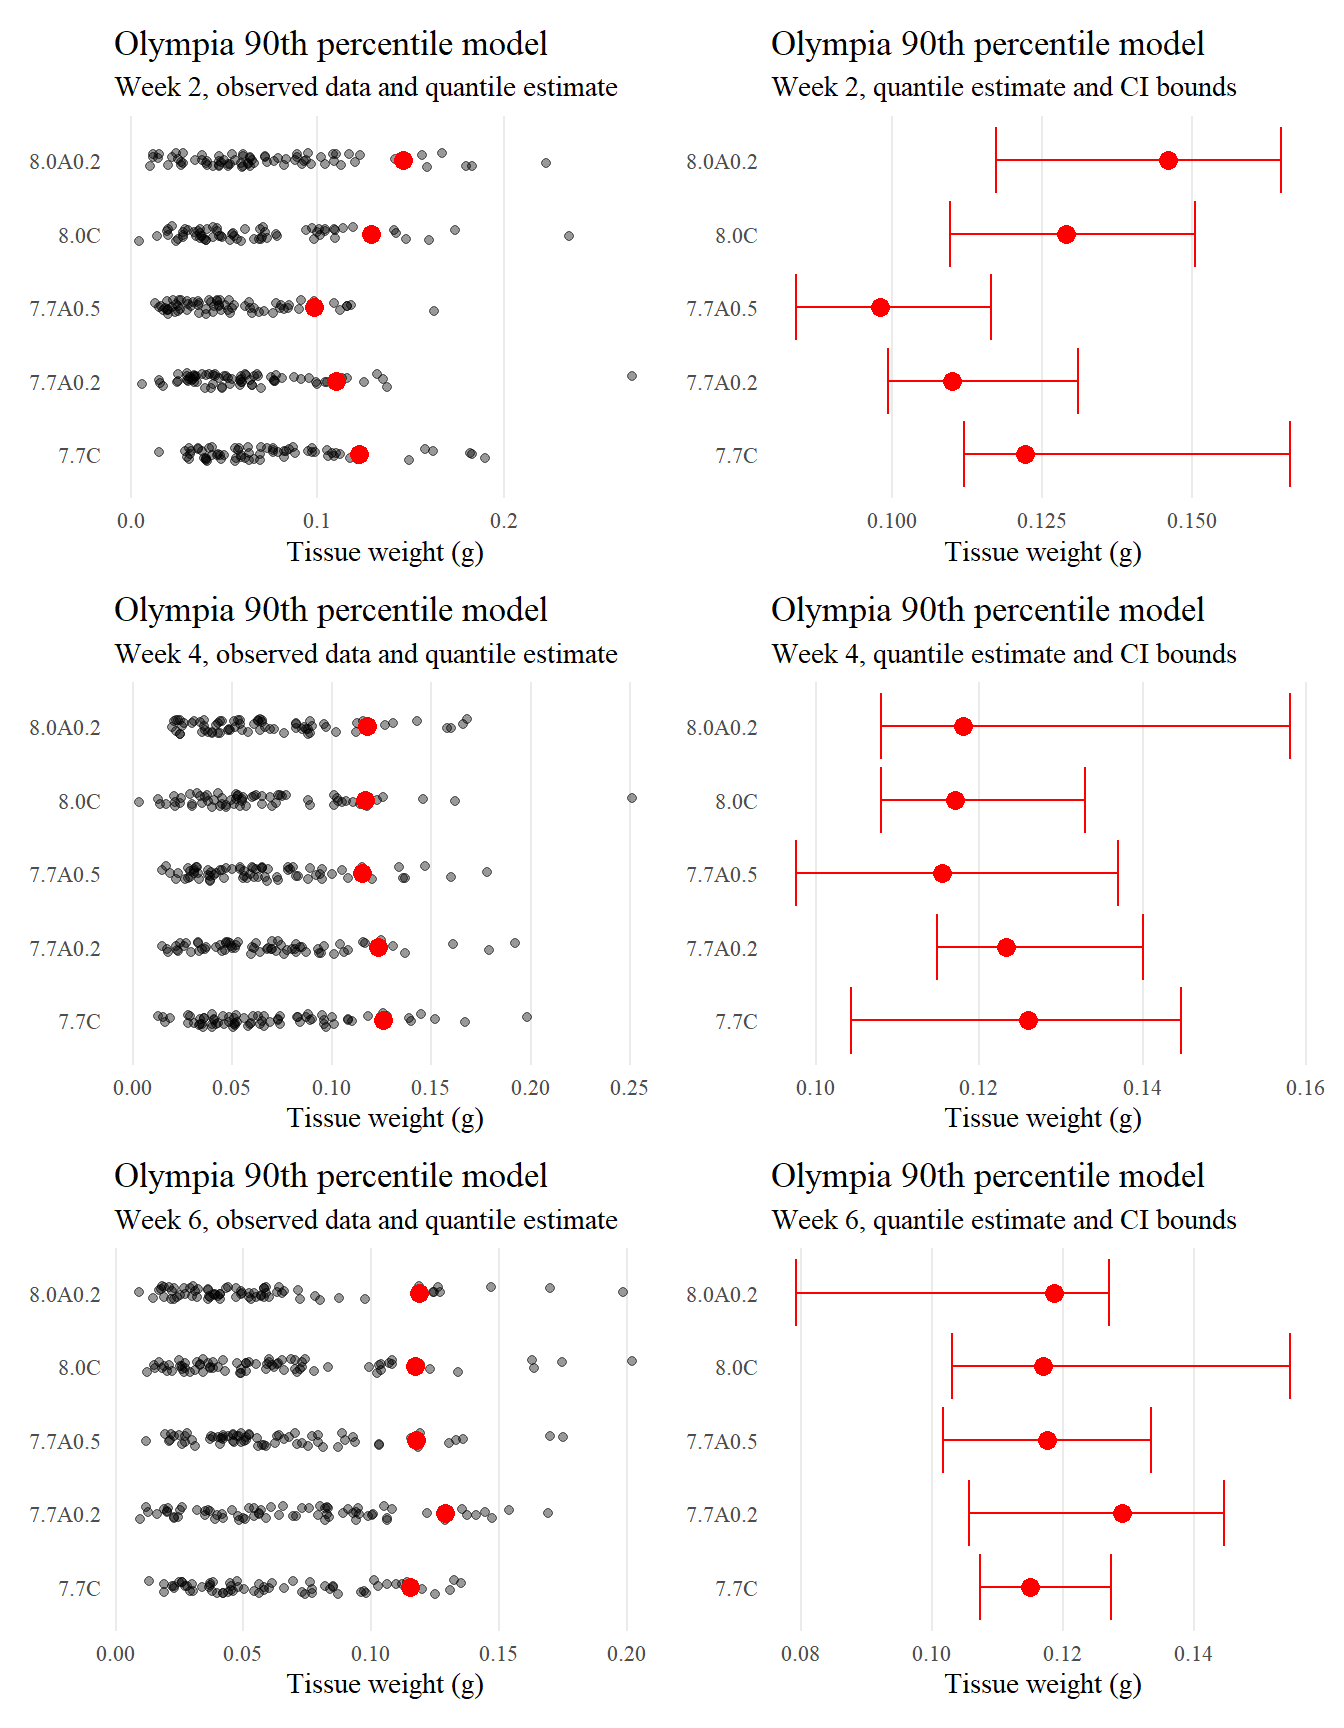 Olympia 90th percentile model
Week 2, observed data and quantile estimate
8.0A0.2
8.0C
7.7A0.5
7.7A0.2
7.7C
0.0 0.1 0.2
Tissue weight (g)
Olympia 90th percentile model
Week 2, quantile estimate and CI bounds
8.0A0.2
8.0C
7.7A0.5
7.7A0.2
7.7C
0.100 0.125 0.150
Tissue weight (g)
Olympia 90th percentile model
Week 4, observed data and quantile estimate
8.0A0.2
8.0C
7.7A0.5
7.7A0.2
7.7C
0.00 0.05 0.10 0.15 0.20 0.25
Tissue weight (g)
Olympia 90th percentile model
Week 4, quantile estimate and CI bounds
8.0A0.2
8.0C
7.7A0.5
7.7A0.2
7.7C
0.10 0.12 0.14 0.16
Tissue weight (g)
Olympia 90th percentile model
Week 6, observed data and quantile estimate
8.0A0.2
8.0C
7.7A0.5
7.7A0.2
7.7C
0.00 0.05 0.10 0.15 0.20
Tissue weight (g)
Olympia 90th percentile model
Week 6, quantile estimate and CI bounds
8.0A0.2
8.0C
7.7A0.5
7.7A0.2
7.7C
0.08 0.10 0.12 0.14
Tissue weight (g)